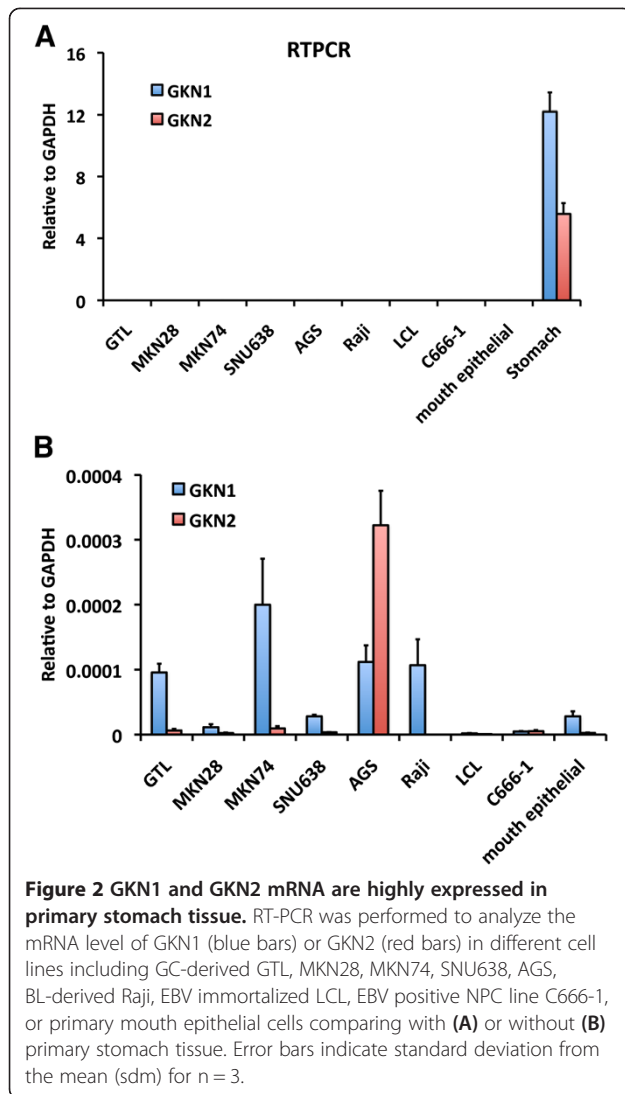 A
RTPCR
16
12
8
4
0
Relative to GAPDH
GKN1
GKN2
GTL
MKN28
MKN74
SNU638
AGS
Raji
LCL
C666-1
mouth epithelial
Stomach
B
0.0004
0.0003
0.0002
0.0001
0
Relative to GAPDH
GKN1
GKN2
GTL
MKN28
MKN74
SNU638
AGS
Raji
LCL
C666-1
mouth epithelial
Figure 2 GKN1 and GKN2 mRNA are highly expressed in
primary stomach tissue. RT-PCR was performed to analyze the
mRNA level of GKN1 (blue bars) or GKN2 (red bars) in different cell
lines including GC-derived GTL, MKN28, MKN74, SNU638, AGS,
BL-derived Raji, EBV immortalized LCL, EBV positive NPC line C666-1,
or primary mouth epithelial cells comparing with (A) or without (B)
primary stomach tissue. Error bars indicate standard deviation from
the mean (sdm) for n = 3.